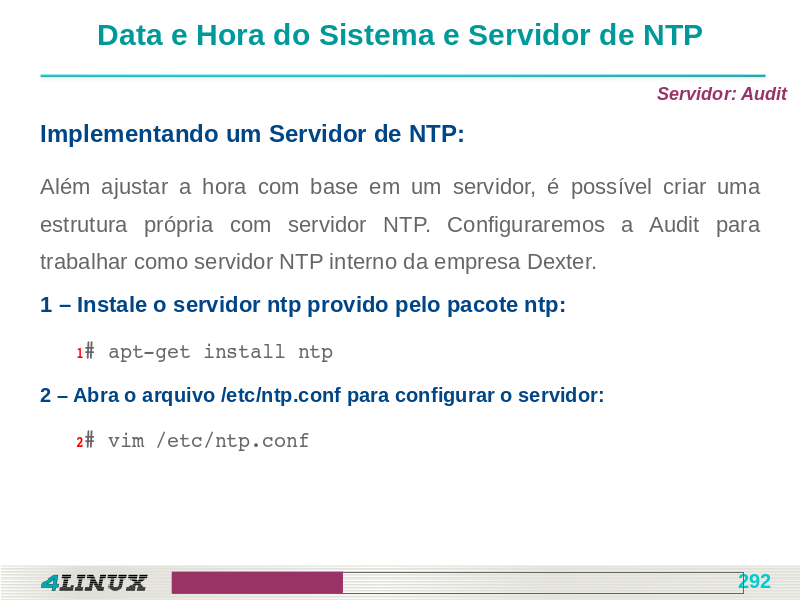 Data e Hora do Sistema e Servidor de NTP
Servidor: Audit
Implementando um Servidor de NTP:
Além ajustar a hora com base em um servidor, é possível criar uma
estrutura própria com servidor NTP. Configuraremos a Audit para
trabalhar como servidor NTP interno da empresa Dexter.
1 – Instale o servidor ntp provido pelo pacote ntp:
1# apt-get install ntp
2 – Abra o arquivo /etc/ntp.conf para configurar o servidor:
2# vim /etc/ntp.conf
4LINUX
292